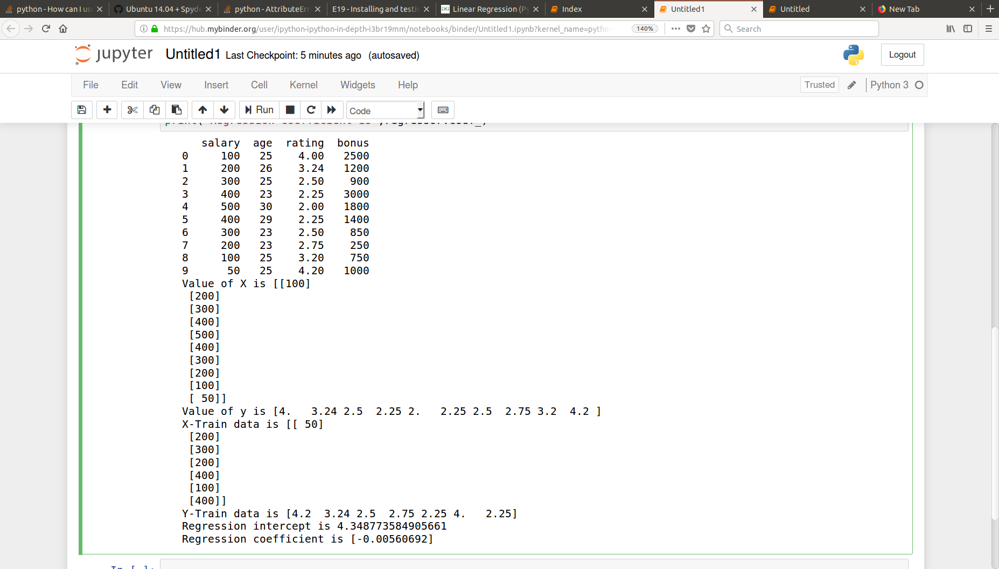 python - How can I us
Ubuntu 14.04 + Spyde
python - AttributeErr
E19 - Installing and testin
Linear Regression (Py
Index
Untitled1
Untitled
New Tab
https://hub.mybinder.org/user/ipython-ipython-in-depth-i3br19mm/notebooks/binder/Untitled1.ipynb?kernel_name=pytho
140%
Search
jupyter Untitled1 Last Checkpoint: 5 minutes ago (autosaved)
Logout
File Edit View Insert Cell Kernel Widgets Help
Trusted
Python 3
Run
Code
print("Regression coefficient is",regressor.coef_)
salary age rating bonus
0 100 25 4.00 2500
1 200 26 3.24 1200
2 300 25 2.50 900
3 400 23 2.25 3000
4 500 30 2.00 1800
5 400 29 2.25 1400
6 300 23 2.50 850
7 200 23 2.75 250
8 100 25 3.20 750
9 50 25 4.20 1000
Value of X is [[100]
[200]
[300]
[400]
[500]
[400]
[300]
[200]
[100]
[ 50]]
Value of y is [4. 3.24 2.5 2.25 2. 2.25 2.5 2.75 3.2 4.2 ]
X-Train data is [[ 50]
[200]
[300]
[200]
[400]
[100]
[400]]
Y-Train data is [4.2 3.24 2.5 2.75 2.25 4. 2.25]
Regression intercept is 4.348773584905661
Regression coefficient is [-0.00560692]
In [ ]: